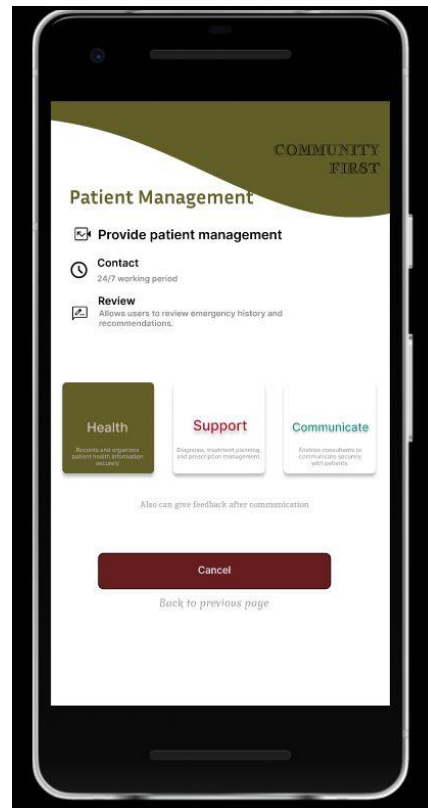 COMMUNITY
FIRST
Patient Management
Provide patient management
Contact
24/7 working period
Review
Allows users to review emergency history and
recommendations.
Health
Records and organizes
patient health information
securely
Support
Diagnosis, treatment planning,
and prescription management.
Communicate
Enables consultants to
communicate securely
with patients
Also can give feedback after communication
Cancel
Back to previous page